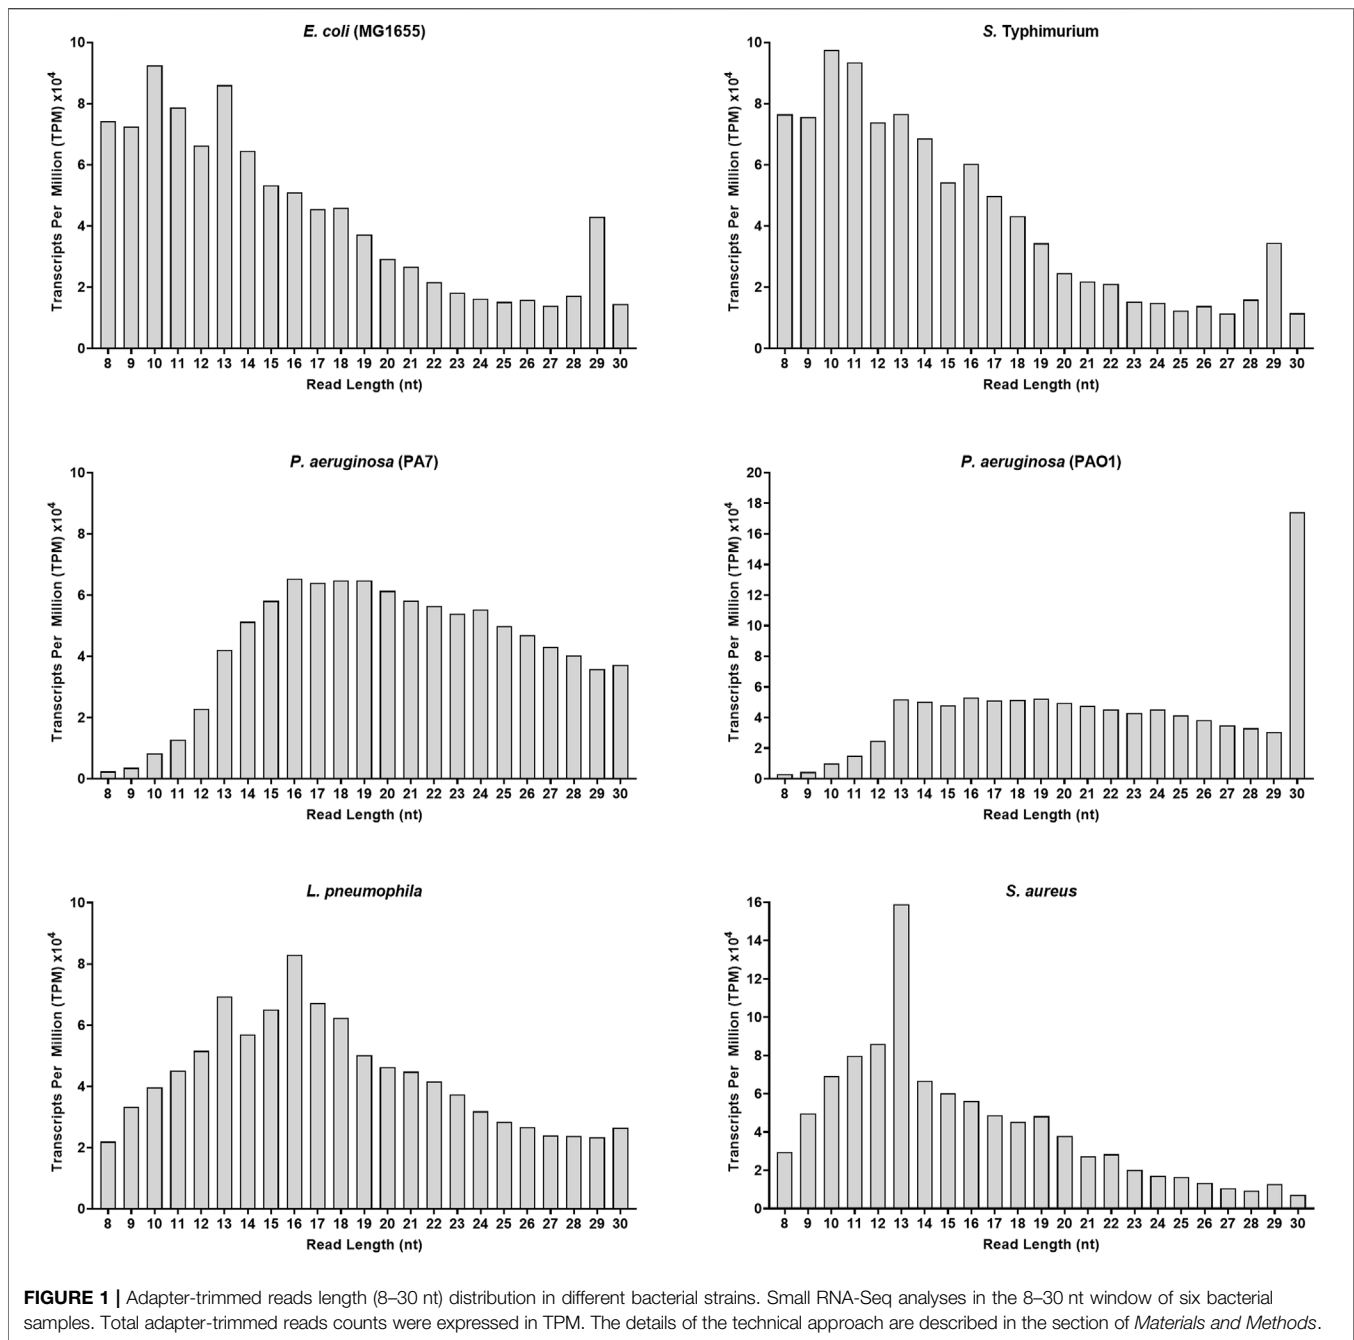 E. coli (MG1655)
Transcripts Per Million (TPM) x10⁴
10
8
6
4
2
0
8 9 10 11 12 13 14 15 16 17 18 19 20 21 22 23 24 25 26 27 28 29 30
Read Length (nt)
S. Typhimurium
Transcripts Per Million (TPM) x10⁴
10
8
6
4
2
0
8 9 10 11 12 13 14 15 16 17 18 19 20 21 22 23 24 25 26 27 28 29 30
Read Length (nt)
P. aeruginosa (PA7)
Transcripts Per Million (TPM) x10⁴
10
8
6
4
2
0
8 9 10 11 12 13 14 15 16 17 18 19 20 21 22 23 24 25 26 27 28 29 30
Read Length (nt)
P. aeruginosa (PAO1)
Transcripts Per Million (TPM) x10⁴
20
18
16
14
12
10
8
6
4
2
0
8 9 10 11 12 13 14 15 16 17 18 19 20 21 22 23 24 25 26 27 28 29 30
Read Length (nt)
L. pneumophila
Transcripts Per Million (TPM) x10⁴
10
8
6
4
2
0
8 9 10 11 12 13 14 15 16 17 18 19 20 21 22 23 24 25 26 27 28 29 30
Read Length (nt)
S. aureus
Transcripts Per Million (TPM) x10⁴
16
14
12
10
8
6
4
2
0
8 9 10 11 12 13 14 15 16 17 18 19 20 21 22 23 24 25 26 27 28 29 30
Read Length (nt)
FIGURE 1 | Adapter-trimmed reads length (8–30 nt) distribution in different bacterial strains. Small RNA-Seq analyses in the 8–30 nt window of six bacterial
samples. Total adapter-trimmed reads counts were expressed in TPM. The details of the technical approach are described in the section of Materials and Methods.